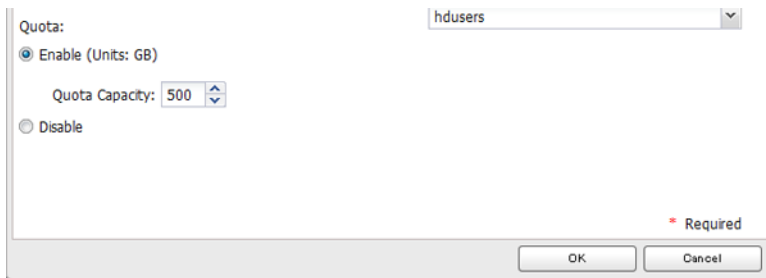 hdusers
Quota:
Enable (Units: GB)
Quota Capacity: 500
Disable
* Required
OK Cancel